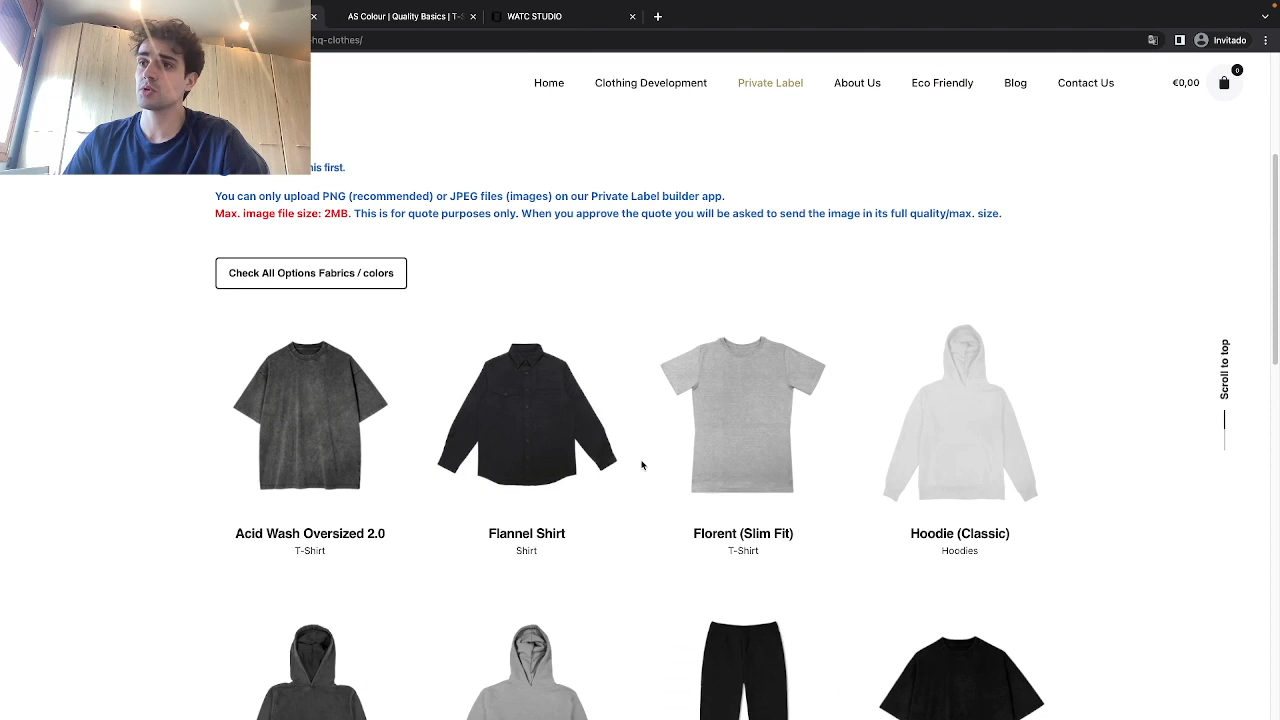 AS Colour | Quality Basics | T-S
WATC STUDIO
-hq-clothes/
Invitado
Home
Clothing Development
Private Label
About Us
Eco Friendly
Blog
Contact Us
€0,00
0
his first.
You can only upload PNG (recommended) or JPEG files (images) on our Private Label builder app.
Max. image file size: 2MB. This is for quote purposes only. When you approve the quote you will be asked to send the image in its full quality/max. size.
Check All Options Fabrics / colors
Scroll to top
Acid Wash Oversized 2.0
T-Shirt
Flannel Shirt
Shirt
Florent (Slim Fit)
T-Shirt
Hoodie (Classic)
Hoodies